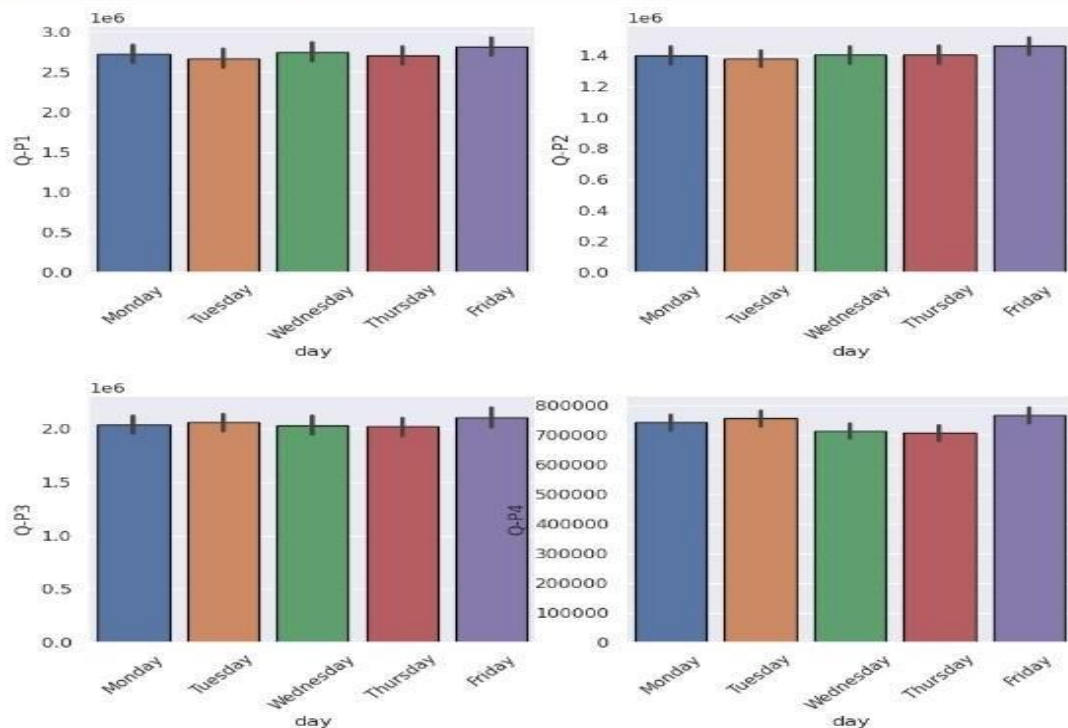 1e6
3.0
2.5
2.0
1.5
1.0
0.5
0.0
Q-P1
Monday
Tuesday
Wednesday
Thursday
Friday
day
1e6
1.4
1.2
1.0
0.8
0.6
0.4
0.2
0.0
Q-P2
Monday
Tuesday
Wednesday
Thursday
Friday
day
1e6
2.0
1.5
1.0
0.5
0.0
Q-P3
Monday
Tuesday
Wednesday
Thursday
Friday
day
800000
700000
600000
500000
400000
300000
200000
100000
0
Q-P4
Monday
Tuesday
Wednesday
Thursday
Friday
day